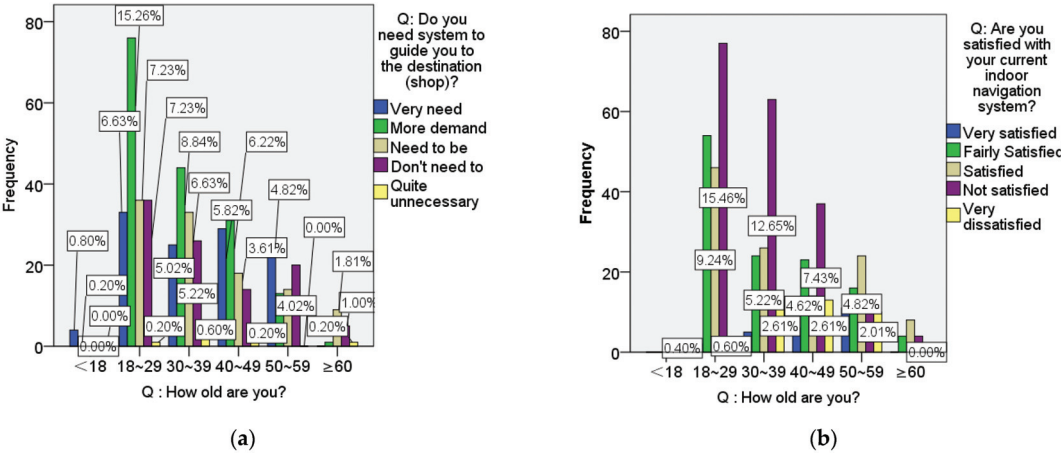 80
60
40
20
0
Frequency
15.26%
7.23%
7.23%
6.63%
8.84%
6.22%
6.63%
4.82%
5.82%
0.80%
0.00%
3.61%
0.20%
5.02%
1.81%
0.00%
5.22%
4.02%
1.00%
0.20%
0.60%
0.20%
0.20%
0.00%
<18
18~29
30~39
40~49
50~59
≥60
Q : How old are you?
Q: Do you
need system to
guide you to
the destination
(shop)?
Very need
More demand
Need to be
Don't need to
Quite
unnecessary
(a)
80
60
40
20
0
Frequency
15.46%
12.65%
9.24%
7.43%
5.22%
4.62%
4.82%
2.61%
2.61%
2.01%
0.40%
0.60%
0.00%
<18
18~29
30~39
40~49
50~59
≥60
Q : How old are you?
Q: Are you
satisfied with
your current
indoor
navigation
system?
Very satisfied
Fairly Satisfied
Satisfied
Not satisfied
Very
dissatisfied
(b)